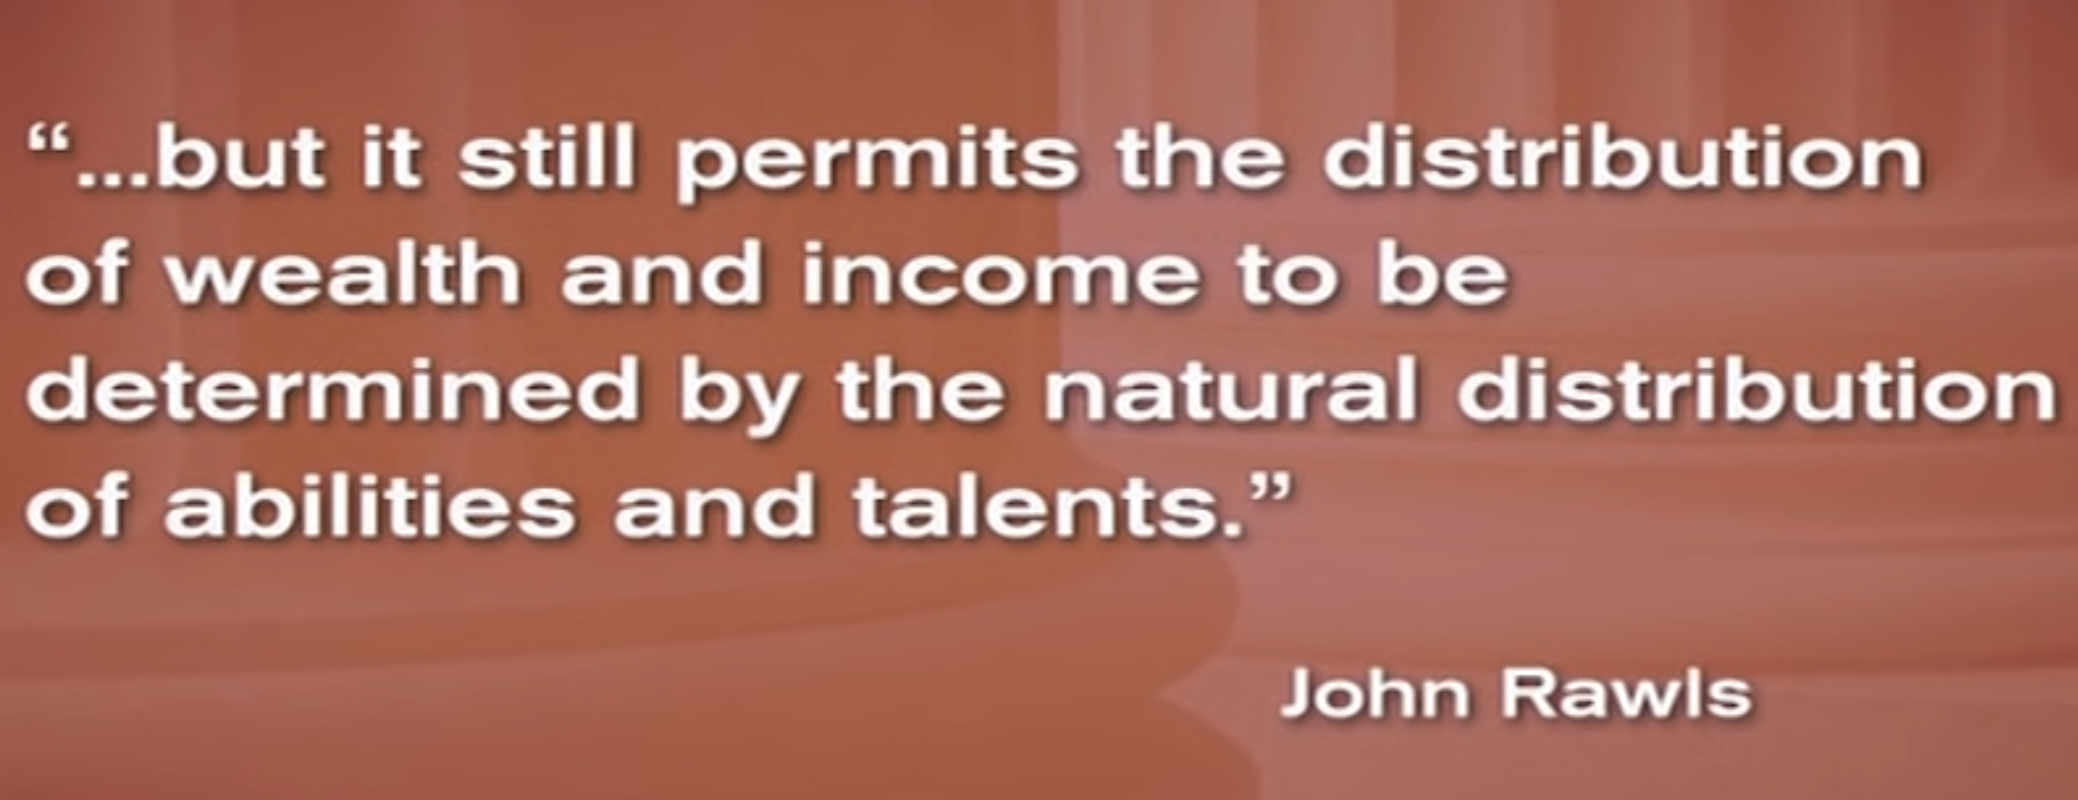 “...but it still permits the distribution
of wealth and income to be
determined by the natural distribution
of abilities and talents.”
John Rawls